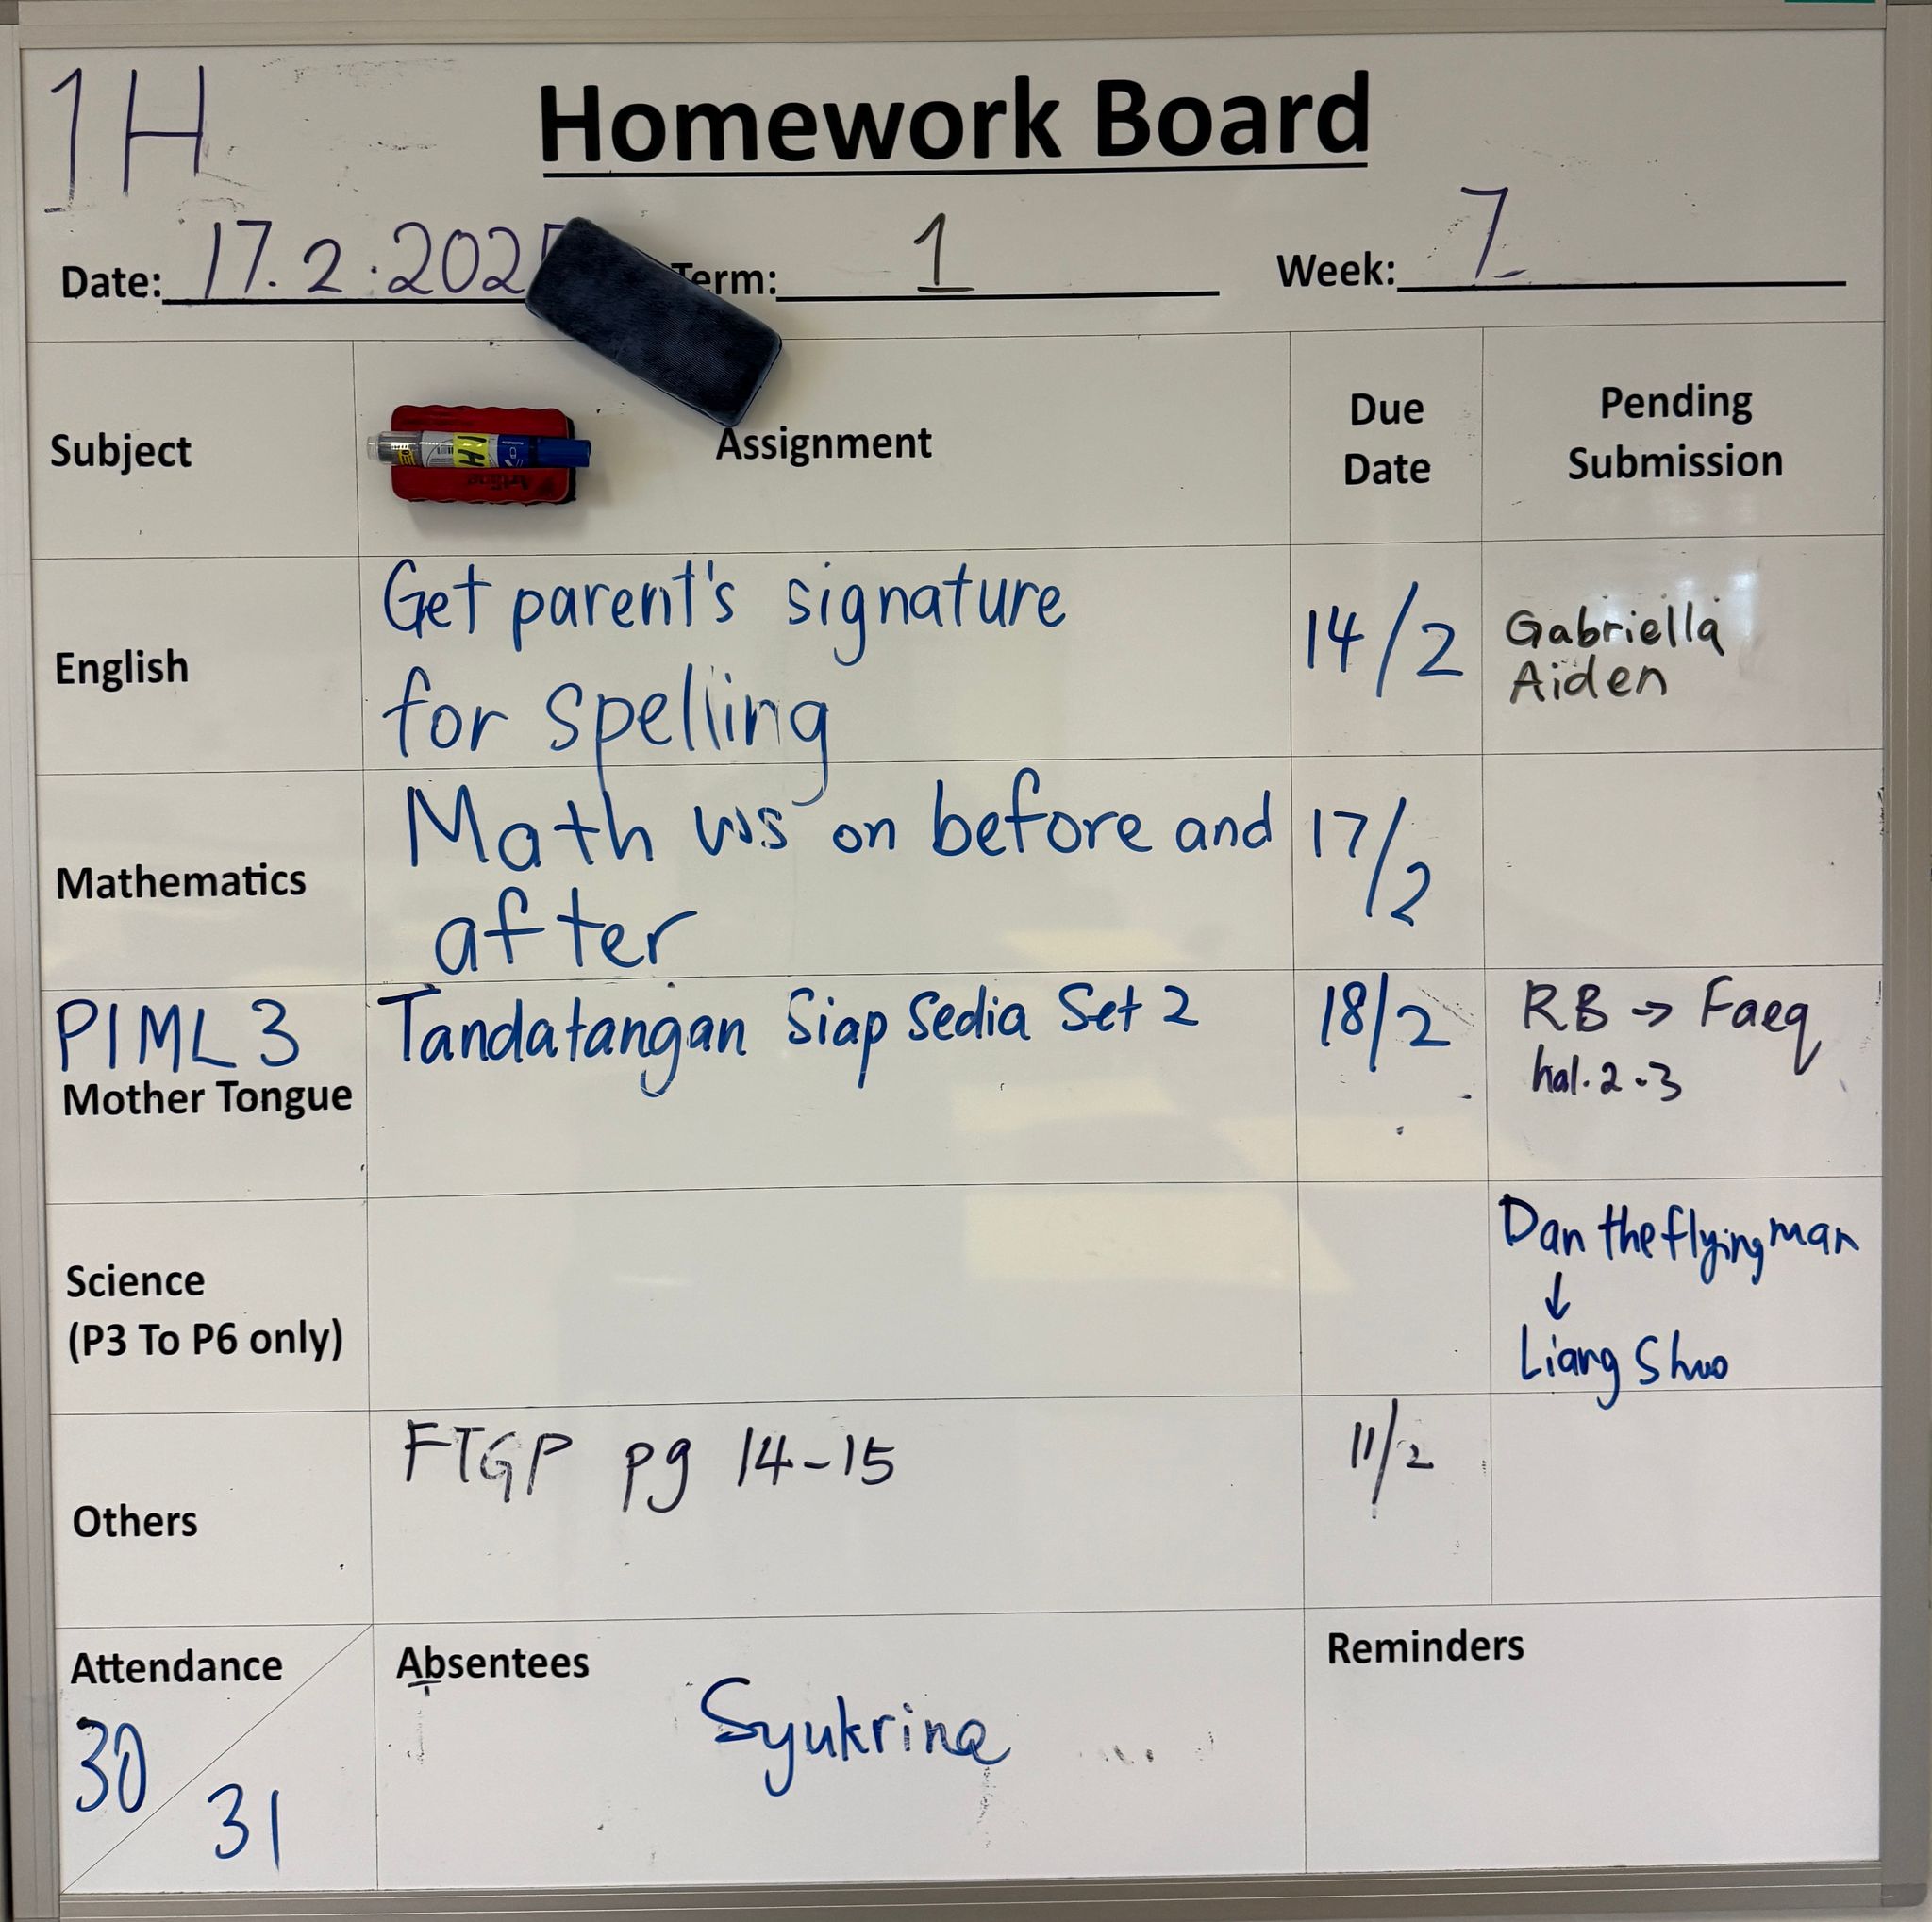 1H
Homework Board
Date: 17.2.202
Term: 1
Week: 7
Subject
Assignment
Due
Date
Pending
Submission
1H
English
Get parent's signature
for spelling
14/2
Gabriella
Aiden
Mathematics
Math ws on before and
after
17/2
PIML 3
Mother Tongue
Tandatangan Siap Sedia Set 2
18/2
RB → Faeq
hal. 2-3
Science
(P3 To P6 only)
Dan the flying man
↓
Liang Shuo
Others
FTGP pg 14-15
11/2
Attendance
30
31
Absentees
Syukrina
Reminders